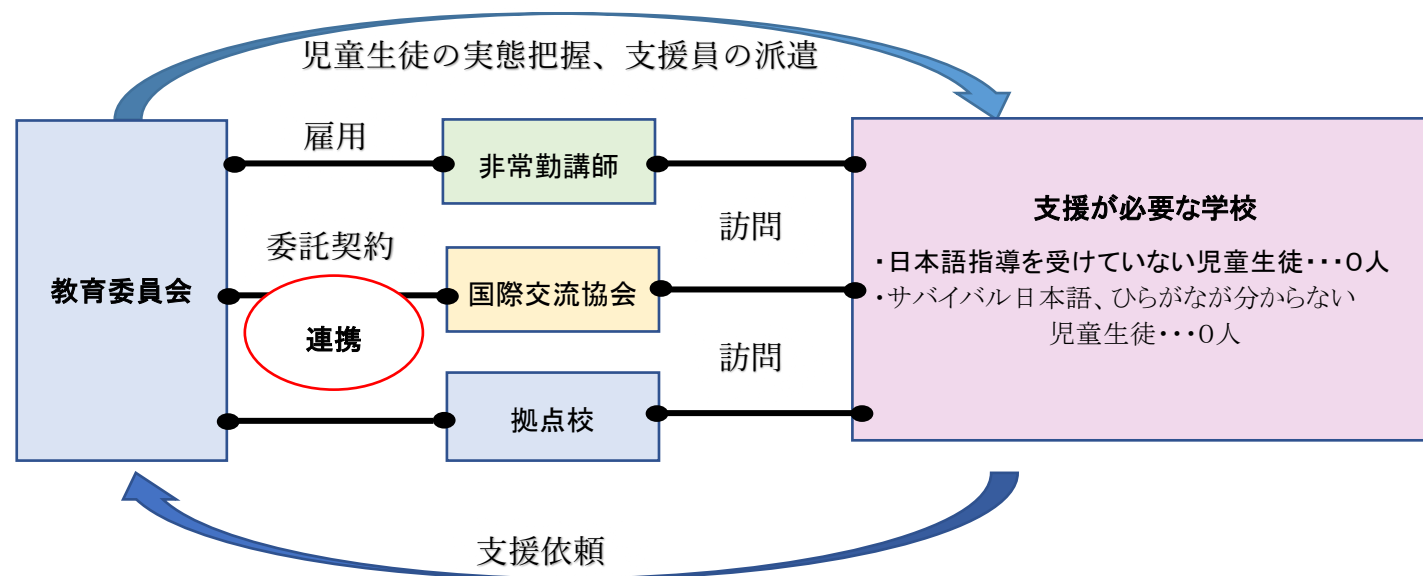 児童生徒の実態把握、支援員の派遣
雇用
非常勤講師
支援が必要な学校
訪問
委託契約
・日本語指導を受けていない児童生徒・・・0人
教育委員会
国際交流協会
・サバイバル日本語、ひらがなが分からない
児童生徒・・・0人
連携
訪問
拠点校
支援依頼